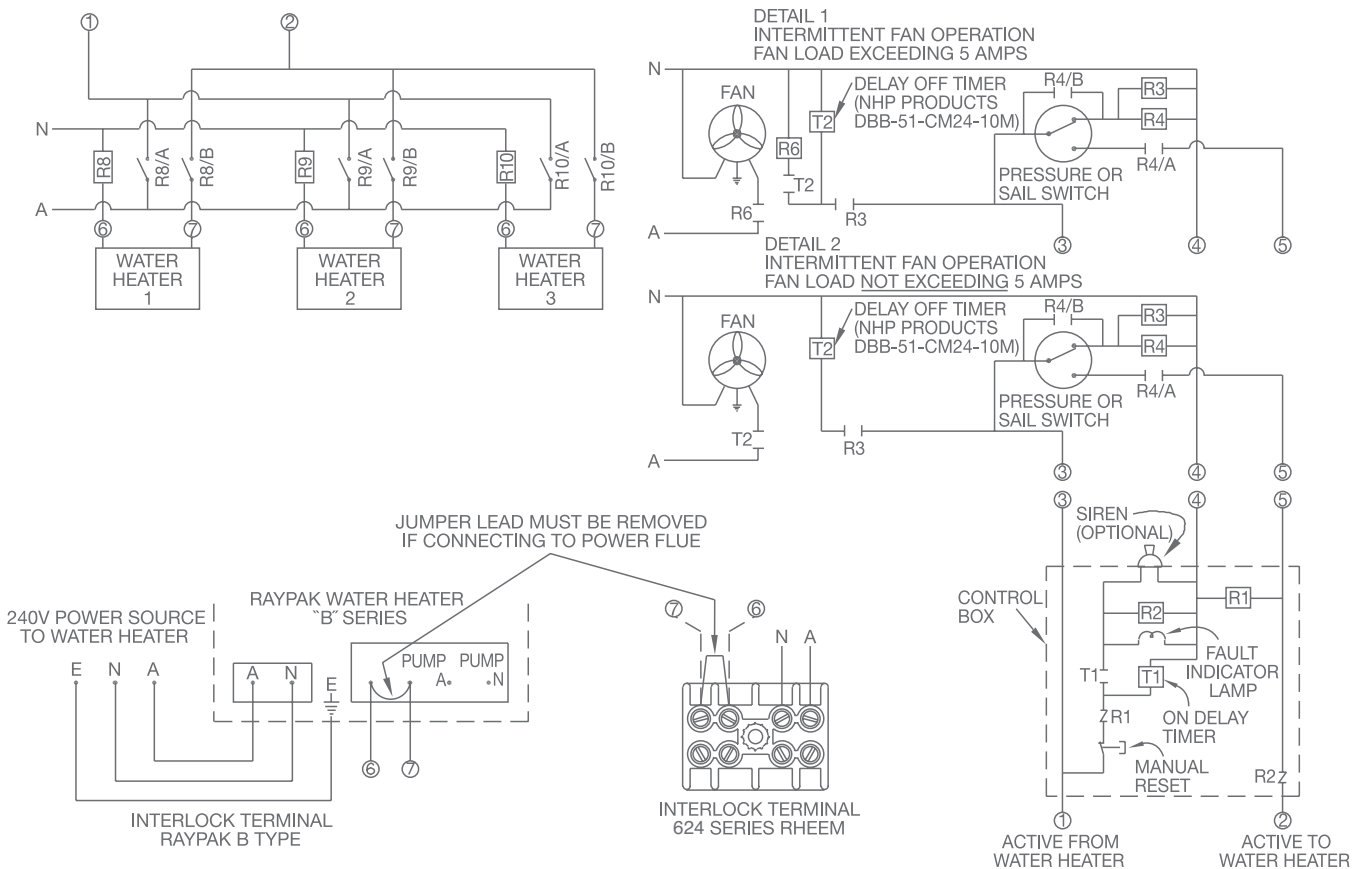 1
2
N
R8
R8/A
R8/B
R9
R9/A
R9/B
R10
R10/A
R10/B
A
6
7
6
7
6
7
WATER
HEATER
1
WATER
HEATER
2
WATER
HEATER
3
DETAIL 1
INTERMITTENT FAN OPERATION
FAN LOAD EXCEEDING 5 AMPS
N
FAN
T2
DELAY OFF TIMER
(NHP PRODUCTS
DBB-51-CM24-10M)
R4/B
R3
R4
R6
T2
R4/A
PRESSURE OR
SAIL SWITCH
R6
R3
A
3
4
5
DETAIL 2
INTERMITTENT FAN OPERATION
FAN LOAD NOT EXCEEDING 5 AMPS
N
FAN
T2
DELAY OFF TIMER
(NHP PRODUCTS
DBB-51-CM24-10M)
R4/B
R3
R4
R4/A
PRESSURE OR
SAIL SWITCH
T2
R3
A
3
4
5
3
4
5
SIREN
(OPTIONAL)
CONTROL
BOX
R1
R2
FAULT
INDICATOR
LAMP
T1
T1
R1
ON DELAY
TIMER
MANUAL
RESET
R2
1
2
ACTIVE FROM
WATER HEATER
ACTIVE TO
WATER HEATER
JUMPER LEAD MUST BE REMOVED
IF CONNECTING TO POWER FLUE
240V POWER SOURCE
TO WATER HEATER
E N A
RAYPAK WATER HEATER
"B" SERIES
A N
E
PUMP PUMP
A N
6
7
INTERLOCK TERMINAL
RAYPAK B TYPE
7
6
N A
INTERLOCK TERMINAL
624 SERIES RHEEM